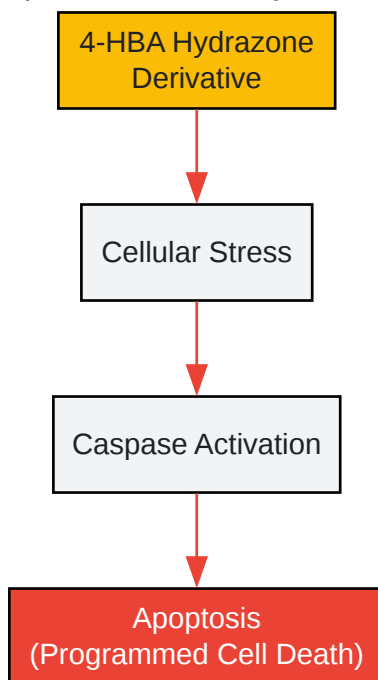 4-HBA Hydrazone
Derivative
Cellular Stress
Caspase Activation
Apoptosis
(Programmed Cell Death)